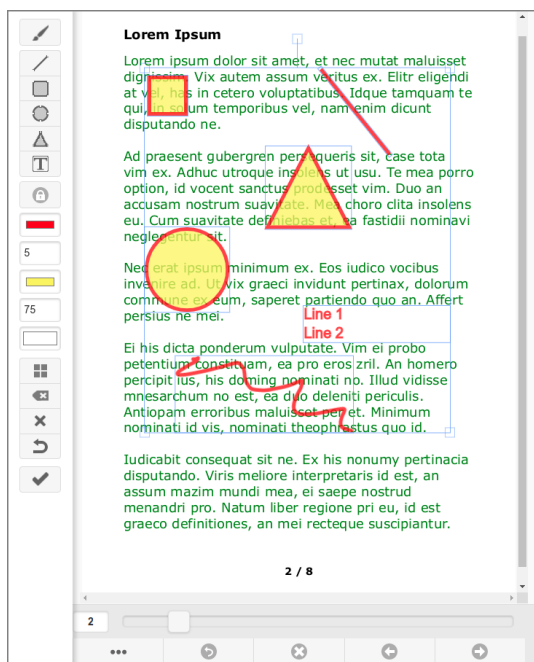 Lorem Ipsum
Lorem ipsum dolor sit amet, et nec mutat maluisset
dignissim. Vix autem assum veritus ex. Elitr eligendi
at vel, has in cetero voluptatibus. Idque tamquam te
qui, in solum temporibus vel, nam enim dicunt
disputando ne.
Ad praesent gubergren persequeris sit, case tota
vim ex. Adhuc utroque insolens ut usu. Te mea porro
option, id vocent sanctus prodesset vim. Duo an
accusam nostrum suavitate. Mea choro clita insolens
eu. Cum suavitate definiebas et, ea fastidii nominavi
neglegentur sit.
Nec erat ipsum minimum ex. Eos iudico vocibus
invenire ad. Ut vix graeci invidunt pertinax, dolorum
commune ex eum, saperet partiendo quo an. Affert
persius ne mei.
Line 1
Line 2
Ei his dicta ponderum vulputate. Vim ei probo
petentium constituam, ea pro eros zril. An homero
percipit ius, his doming nominati no. Illud vidisse
mnesarchum no est, ea duo deleniti periculis.
Antiopam erroribus maluisset per et. Minimum
nominati id vis, nominati theophrastus quo id.
Iudicabit consequat sit ne. Ex his nonumy pertinacia
disputando. Viris meliore interpretaris id est, an
assum mazim mundi mea, ei saepe nostrud
menandri pro. Natum liber regione pri eu, id est
graeco definitiones, an mei recteque suscipiantur.
2 / 8
T
5
75
2